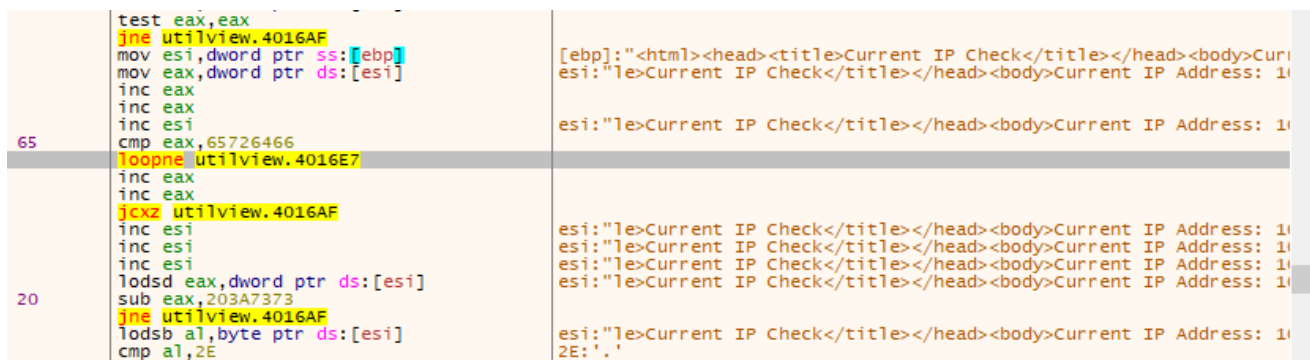 test eax,eax
jne utilview.4016AF
mov esi,dword ptr ss:[ebp] [ebp]:"<html><head><title>Current IP Check</title></head><body>Curr
mov eax,dword ptr ds:[esi] esi:"le>Current IP Check</title></head><body>Current IP Address: 1
inc eax
inc eax
inc esi esi:"le>Current IP Check</title></head><body>Current IP Address: 1
65 cmp eax,65726466
loopne utilview.4016E7
inc eax
inc eax
jcxz utilview.4016AF
inc esi esi:"le>Current IP Check</title></head><body>Current IP Address: 1
inc esi esi:"le>Current IP Check</title></head><body>Current IP Address: 1
inc esi esi:"le>Current IP Check</title></head><body>Current IP Address: 1
lodsd eax,dword ptr ds:[esi] esi:"le>Current IP Check</title></head><body>Current IP Address: 1
20 sub eax,203A7373
jne utilview.4016AF
lodsb al,byte ptr ds:[esi] esi:"le>Current IP Check</title></head><body>Current IP Address: 1
cmp al,2E 2E:'.'